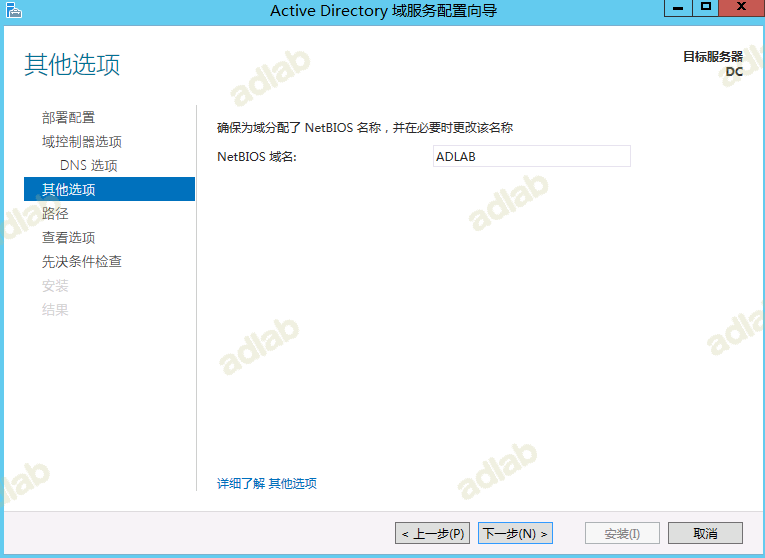 Active Directory 域服务配置向导
其他选项
目标服务器
DC
部署配置
域控制器选项
DNS 选项
其他选项
路径
查看选项
先决条件检查
安装
结果
确保为域分配了 NetBIOS 名称，并在必要时更改该名称
NetBIOS 域名: ADLAB
详细了解 其他选项
< 上一步(P) 下一步(N) > 安装(I) 取消
adlab
adlab
adlab
adlab
adlab
adlab
adlab
adlab